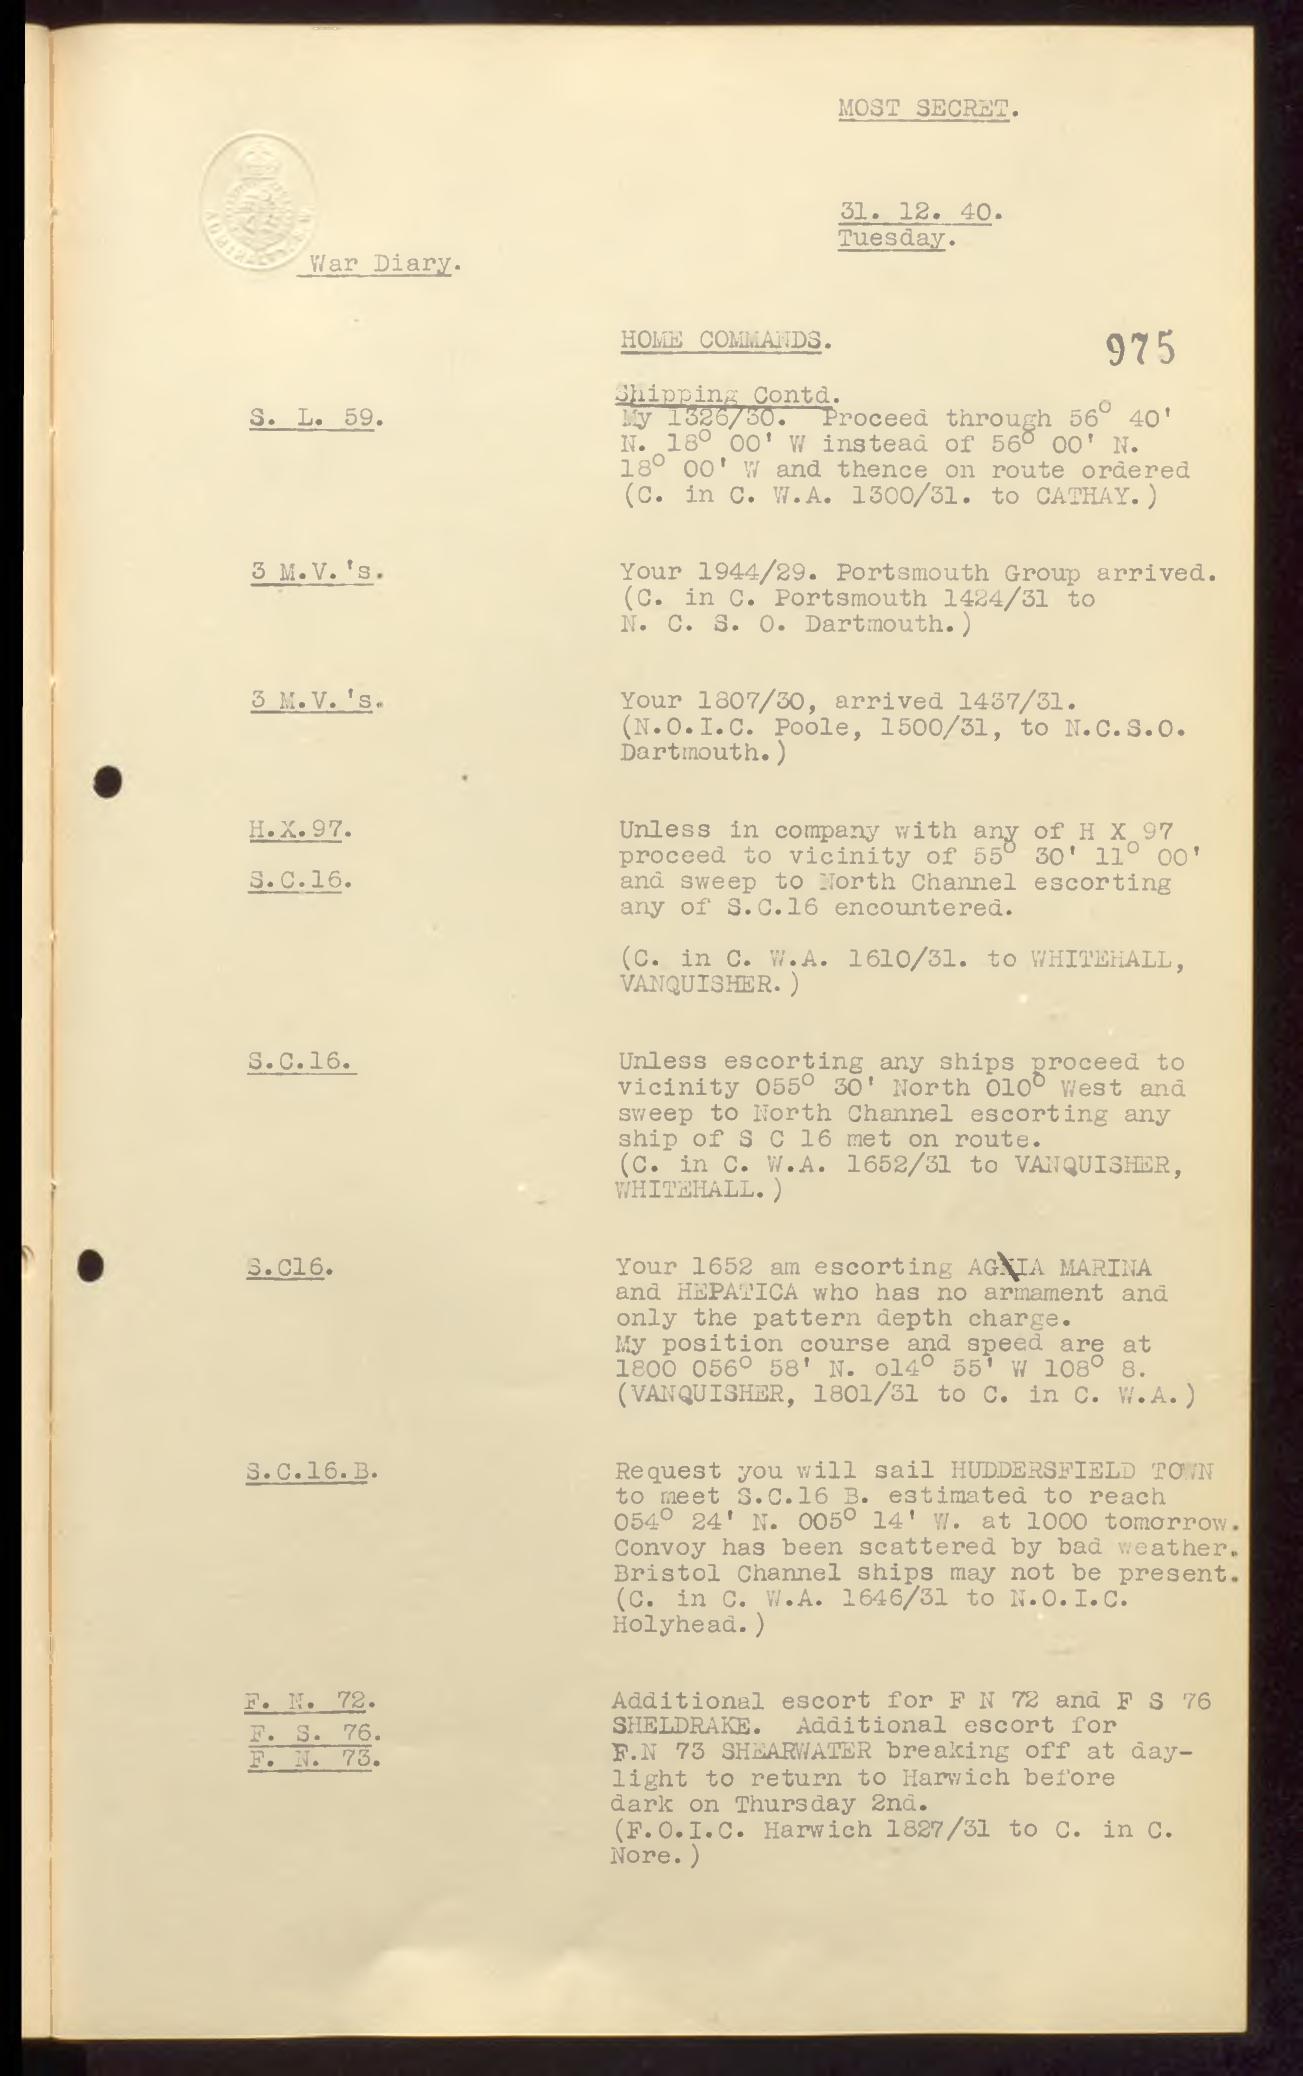 MOST SECRET.
31. 12. 40.
Tuesday.
War Diary.
HOME COMMANDS.
975
Shipping Contd.
S. L. 59.
My 1326/30. Proceed through 56° 40'
N. 18° 00' W instead of 56° 00' N.
18° 00' W and thence on route ordered
(C. in C. W.A. 1300/31. to CATHAY.)
3 M.V.'s.
Your 1944/29. Portsmouth Group arrived.
(C. in C. Portsmouth 1424/31 to
N. C. S. O. Dartmouth.)
3 M.V.'s.
Your 1807/30, arrived 1437/31.
(N.O.I.C. Poole, 1500/31, to N.C.S.O.
Dartmouth.)
H.X.97.
S.C.16.
Unless in company with any of H X 97
proceed to vicinity of 55° 30' 11° 00'
and sweep to North Channel escorting
any of S.C.16 encountered.
(C. in C. W.A. 1610/31. to WHITEHALL,
VANQUISHER.)
S.C.16.
Unless escorting any ships proceed to
vicinity 055° 30' North 010° West and
sweep to North Channel escorting any
ship of S C 16 met on route.
(C. in C. W.A. 1652/31 to VANQUISHER,
WHITEHALL.)
S.C16.
Your 1652 am escorting AGIA MARINA
and HEPATICA who has no armament and
only the pattern depth charge.
My position course and speed are at
1800 056° 58' N. o14° 55' W 108° 8.
(VANQUISHER, 1801/31 to C. in C. W.A.)
S.C.16.B.
Request you will sail HUDDERSFIELD TOWN
to meet S.C.16 B. estimated to reach
054° 24' N. 005° 14' W. at 1000 tomorrow.
Convoy has been scattered by bad weather.
Bristol Channel ships may not be present.
(C. in C. W.A. 1646/31 to N.O.I.C.
Holyhead.)
F. N. 72.
F. S. 76.
F. N. 73.
Additional escort for F N 72 and F S 76
SHELDRAKE. Additional escort for
F.N 73 SHEARWATER breaking off at day-
light to return to Harwich before
dark on Thursday 2nd.
(F.O.I.C. Harwich 1827/31 to C. in C.
Nore.)